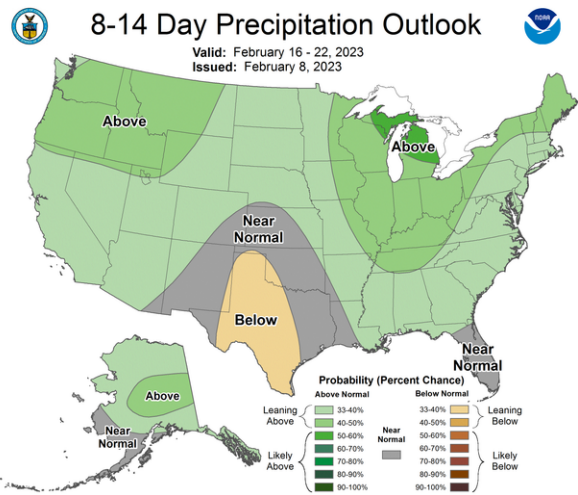 8-14 Day Precipitation Outlook
Valid: February 16 - 22, 2023
Issued: February 8, 2023
NOAA
Above
Above
Near
Normal
Below
Near
Normal
Above
Near
Normal
Probability (Percent Chance)
Above Normal
Below Normal
Leaning
Above
33-40%
40-50%
Likely
Above
50-60%
60-70%
70-80%
80-90%
90-100%
Near
Normal
33-40%
40-50%
Leaning
Below
50-60%
60-70%
70-80%
80-90%
90-100%
Likely
Below